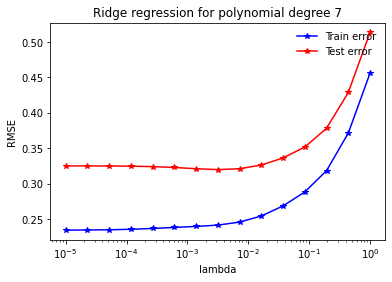 Ridge regression for polynomial degree 7
Train error
Test error
0.50
0.45
0.40
0.35
0.30
0.25
RMSE
10⁻⁵ 10⁻⁴ 10⁻³ 10⁻² 10⁻¹ 10⁰
lambda